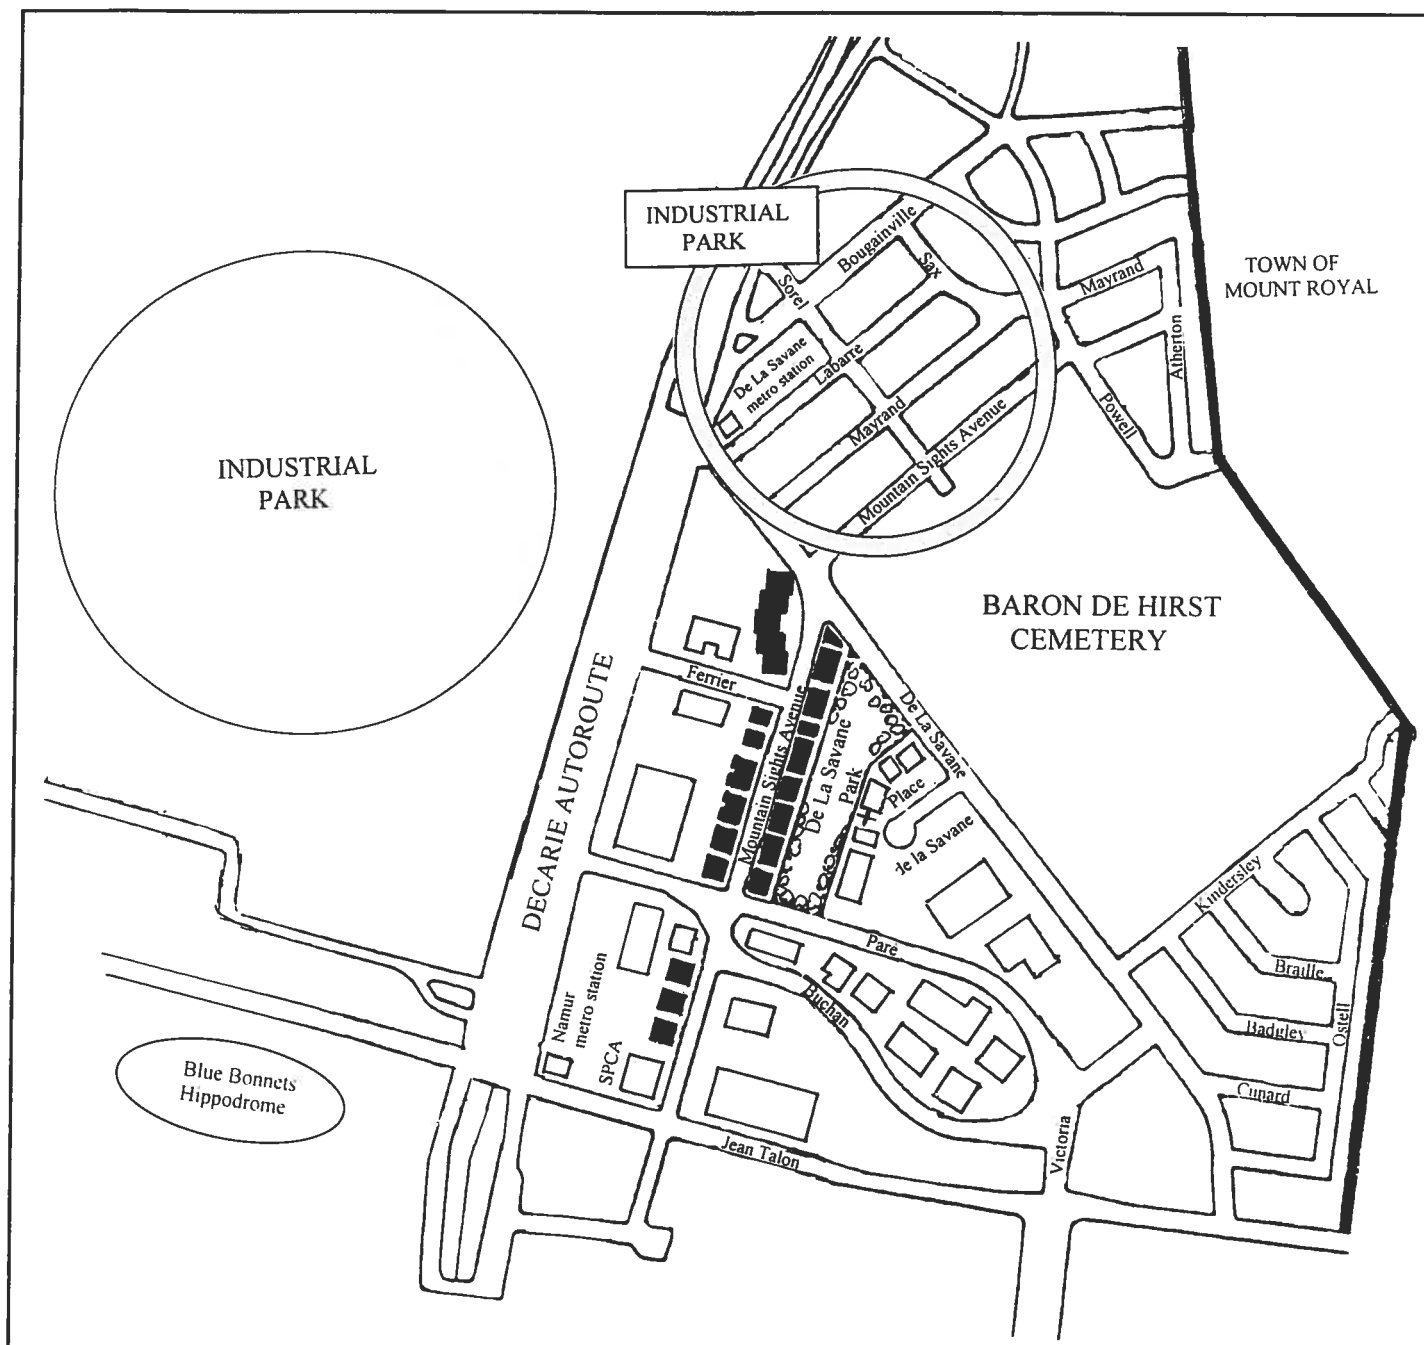 INDUSTRIAL
PARK
Bougainville
Sax
Sorel
Mayrand
TOWN OF
MOUNT ROYAL
Atherton
De La Savane
metro station
Labarre
Mayrand
Mountain Sights Avenue
Powell
INDUSTRIAL
PARK
BARON DE HIRST
CEMETERY
DECARIE AUTOROUTE
Ferrier
Mountain Sights Avenue
De La Savane
Park
De La Savane
Place
de la Savane
Kindersley
Pare
Buchan
Braille
Badgley
Ostell
Cunard
Namur
metro station
SPCA
Blue Bonnets
Hippodrome
Jean Talon
Victoria